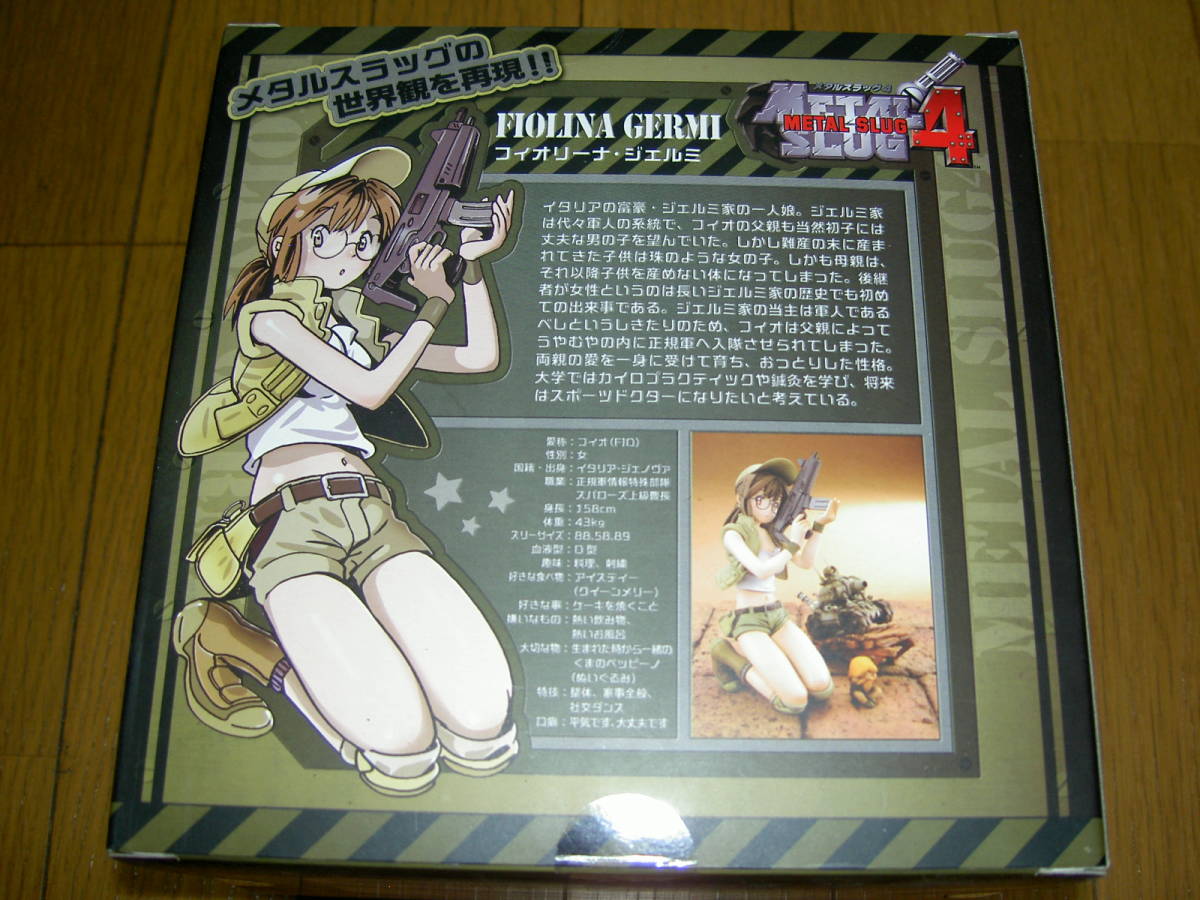 メタルスラッグの
世界観を再現!!
FIOLINA GERMI
フィオリーナ・ジェルミ
メタルスラッグ4
METAL SLUG
METAL SLUG 4
イタリアの富豪・ジェルミ家の一人娘。ジェルミ家
は代々軍人の系統で、フィオの父親も当然初子には
丈夫な男の子を望んでいた。しかし難産の末に産ま
れてきた子供は珠のような女の子。しかも母親は、
それ以降子供を産めない体になってしまった。後継
者が女性というのは長いジェルミ家の歴史でも初め
ての出来事である。ジェルミ家の当主は軍人である
べしというしきたりのため、フィオは父親によって
うやむやの内に正規軍へ入隊させられてしまった。
両親の愛を一身に受けて育ち、おっとりした性格。
大学ではカイロプラクティックや鍼灸を学び、将来
はスポーツドクターになりたいと考えている。
愛称：フィオ(FIO)
性別：女
国籍・出身：イタリア・ジェノヴァ
職業：正規軍情報特殊部隊
スパローズ上級曹長
身長：158cm
体重：43kg
スリーサイズ：88.58.89
血液型：O型
趣味：料理、刺繍
好きな食べ物：アイスティー
(クイーンメリー)
好きな事：ケーキを焼くこと
嫌いなもの：熱い飲み物、
熱いお風呂
大切な物：生まれた時から一緒の
くまのペッピーノ
(ぬいぐるみ)
特技：整体、家事全般、
社交ダンス
口癖：平気です、大丈夫です
METAL SLUG